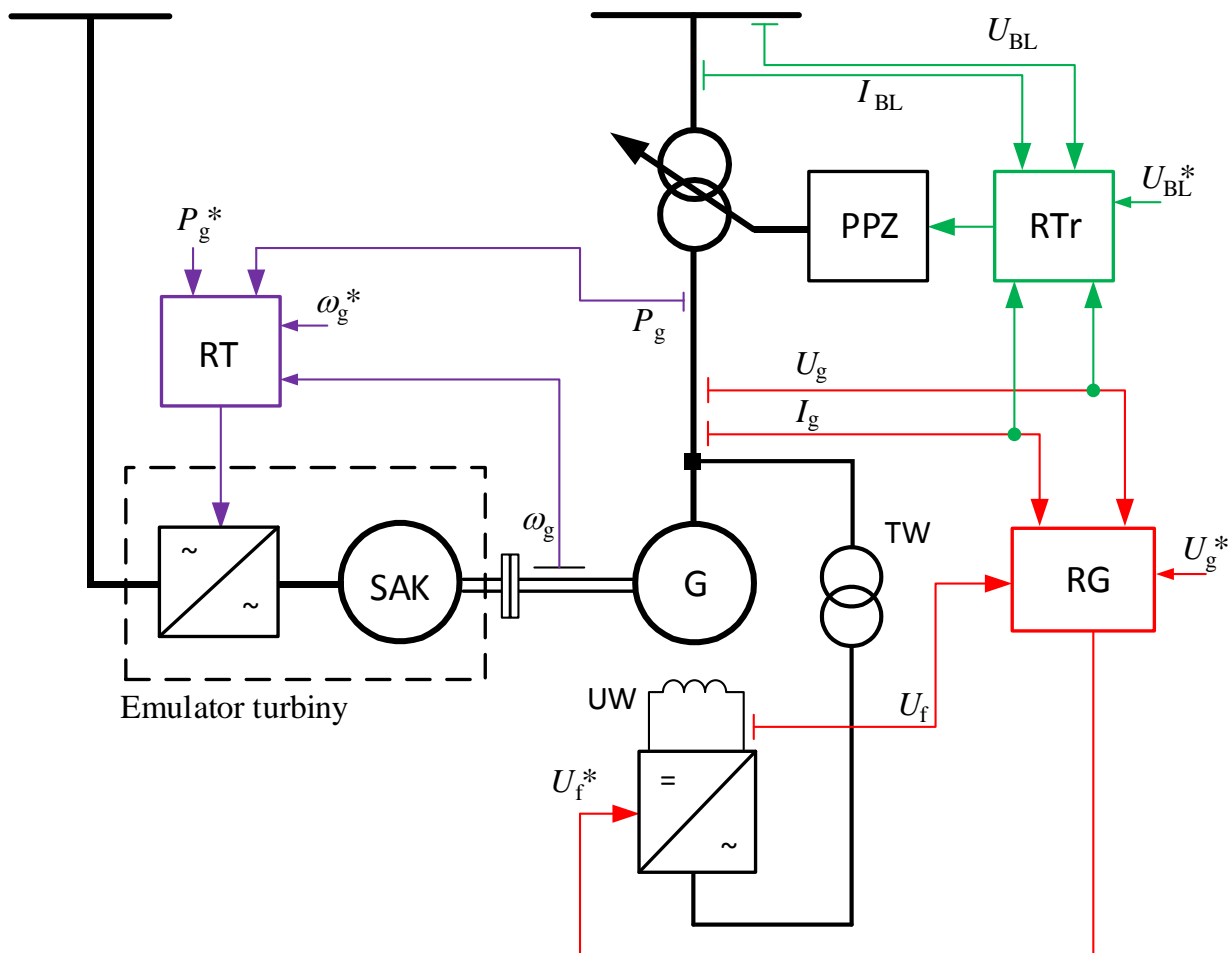 U_BL
I_BL
U_BL*
P_g*
PPZ
RTr
ω_g*
P_g
RT
U_g
I_g
ω_g
TW
U_g*
~
~
SAK
G
RG
Emulator turbiny
UW
U_f
U_f*
=
~